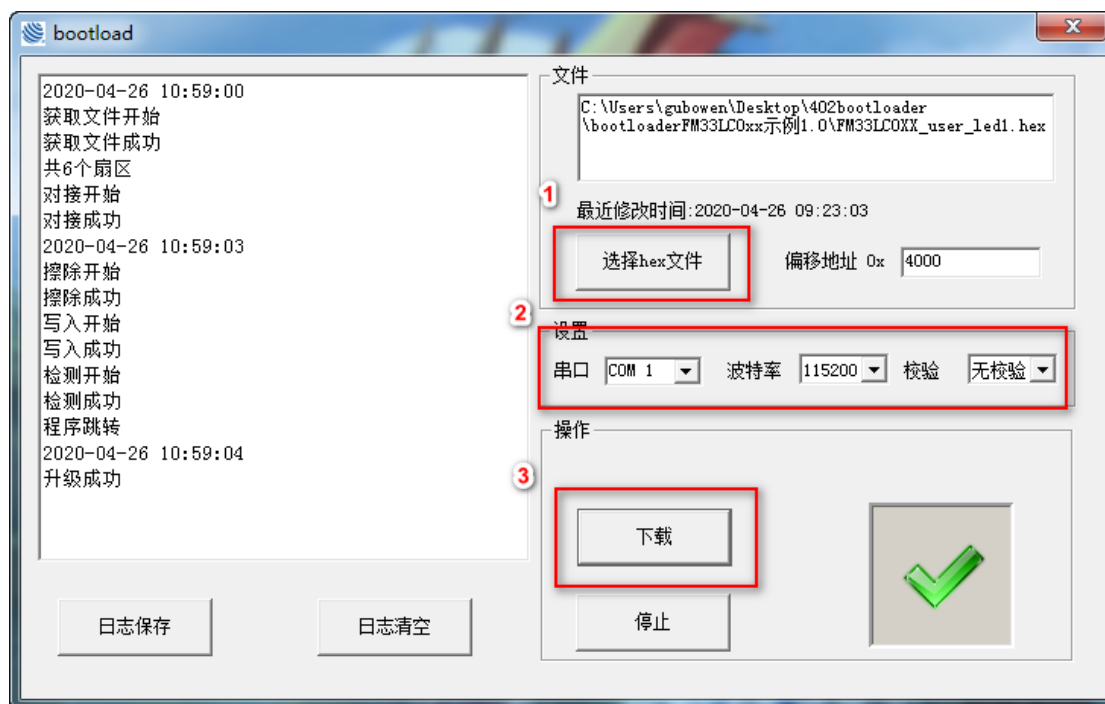 bootload
2020-04-26 10:59:00
获取文件开始
获取文件成功
共6个扇区
对接开始
对接成功
2020-04-26 10:59:03
擦除开始
擦除成功
写入开始
写入成功
检测开始
检测成功
程序跳转
2020-04-26 10:59:04
升级成功
日志保存
日志清空
文件
C:\Users\gubowen\Desktop\402bootloader
\bootloaderFM33LC0xx示例1.0\FM33LC0XX_user_led1.hex
1
最近修改时间:2020-04-26 09:23:03
选择hex文件
偏移地址 0x 4000
2
设置
串口 COM 1 波特率 115200 校验 无校验
操作
3
下载
停止